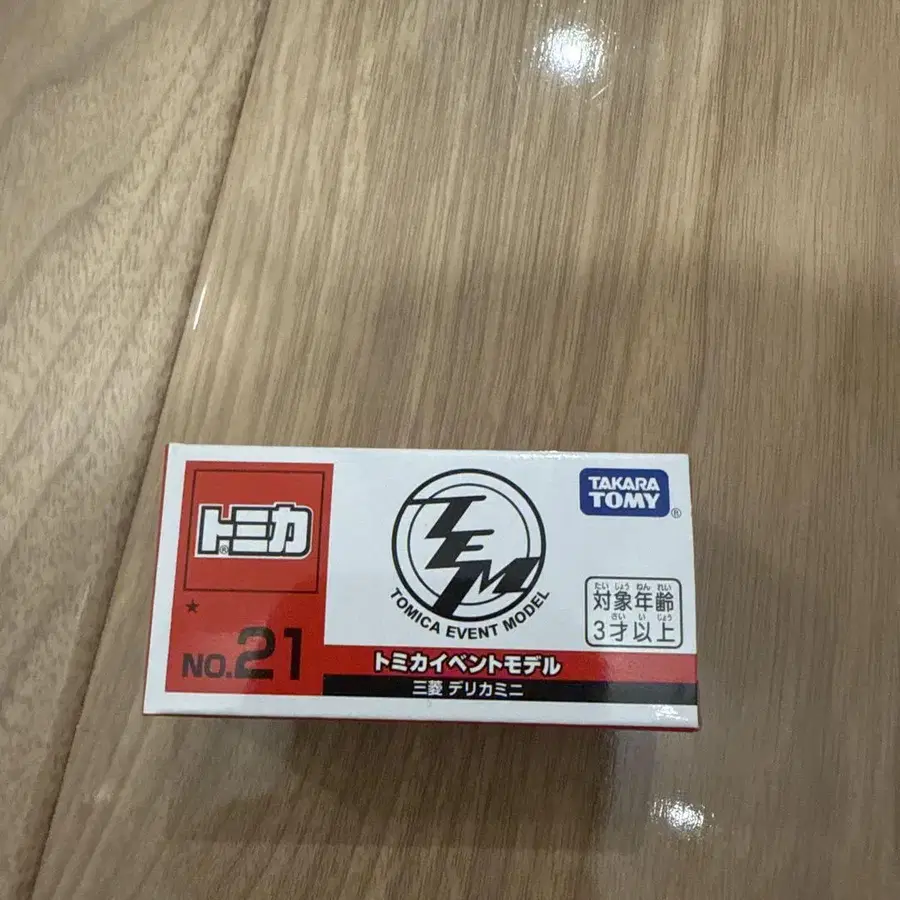 トミカ®
★
NO.21
TEM
TOMICA EVENT MODEL
トミカイベントモデル
三菱 デリカミニ
TAKARA
TOMY®
たいしょうねんれい
対象年齢
さいいじょう
3才以上